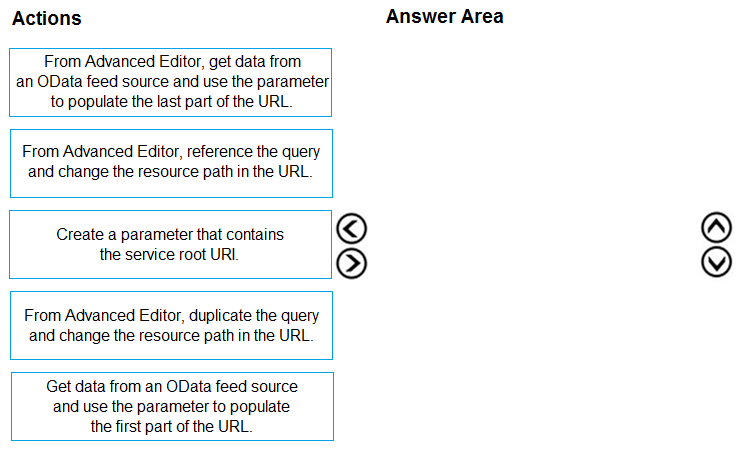 Actions
Answer Area
From Advanced Editor, get data from
an OData feed source and use the parameter
to populate the last part of the URL.
From Advanced Editor, reference the query
and change the resource path in the URL.
Create a parameter that contains
the service root URI.
From Advanced Editor, duplicate the query
and change the resource path in the URL.
Get data from an OData feed source
and use the parameter to populate
the first part of the URL.